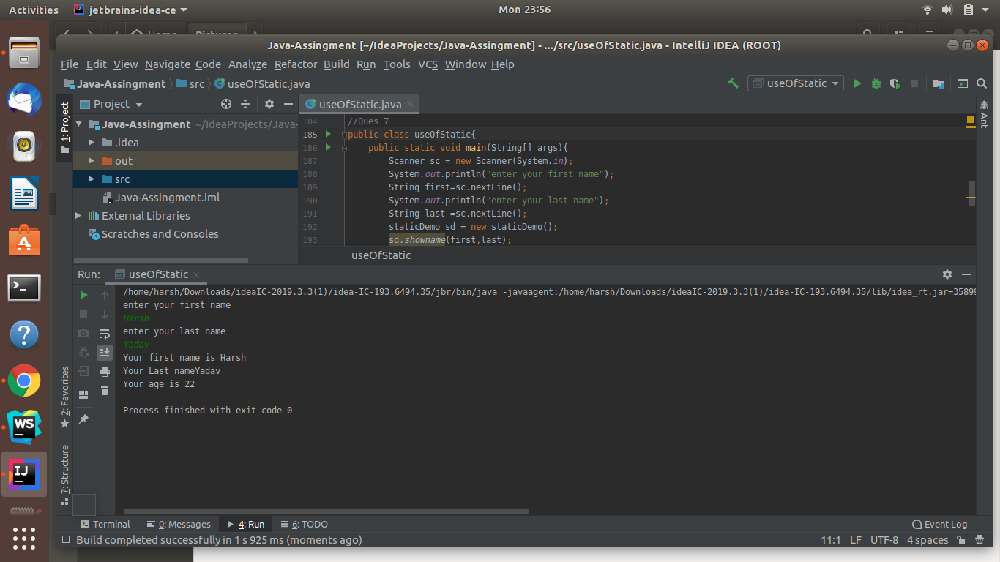 Activities
jetbrains-idea-ce
Mon 23:56
Home
Pictures
Java-Assingment [~/IdeaProjects/Java-Assingment] - .../src/useOfStatic.java - IntelliJ IDEA (ROOT)
File Edit View Navigate Code Analyze Refactor Build Run Tools VCS Window Help
Java-Assingment src useOfStatic.java
useOfStatic
1: Project
Project
useOfStatic.java
Ant
Java-Assingment ~/IdeaProjects/Java-
.idea
out
src
Java-Assingment.iml
External Libraries
Scratches and Consoles
184 //Ques 7
185 public class useOfStatic{
186 public static void main(String[] args){
187 Scanner sc = new Scanner(System.in);
188 System.out.println("enter your first name");
189 String first=sc.nextLine();
190 System.out.println("enter your last name");
191 String last =sc.nextLine();
192 staticDemo sd = new staticDemo();
193 sd.showname(first,last);
useOfStatic
Run: useOfStatic
/home/harsh/Downloads/ideaIC-2019.3.3(1)/idea-IC-193.6494.35/jbr/bin/java -javaagent:/home/harsh/Downloads/ideaIC-2019.3.3(1)/idea-IC-193.6494.35/lib/idea_rt.jar=35899
enter your first name
Harsh
enter your last name
Yadav
Your first name is Harsh
Your Last nameYadav
Your age is 22
Process finished with exit code 0
2: Favorites
7: Structure
WS
IJ
Terminal 0: Messages 4: Run 6: TODO Event Log
Build completed successfully in 1 s 925 ms (moments ago)
11:1 LF UTF-8 4 spaces